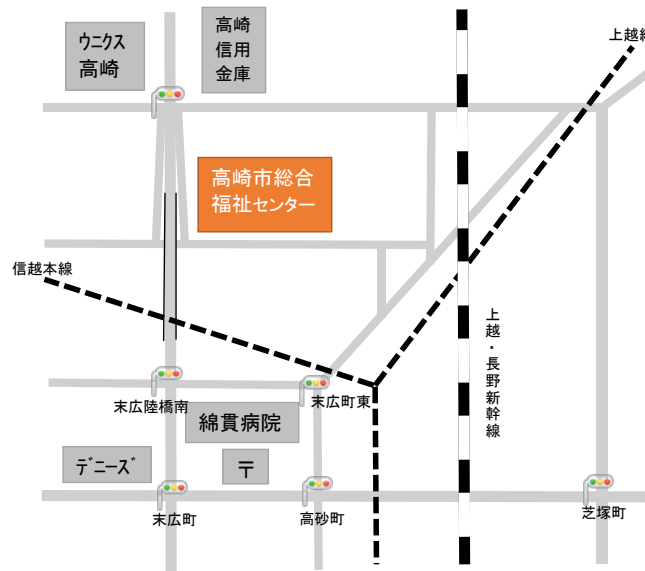 ウニクス
高崎
高崎
信用
金庫
上越線
高崎市総合
福祉センター
信越本線
上越・長野新幹線
末広陸橋南
末広町東
綿貫病院
デニーズ
〒
末広町
高砂町
芝塚町